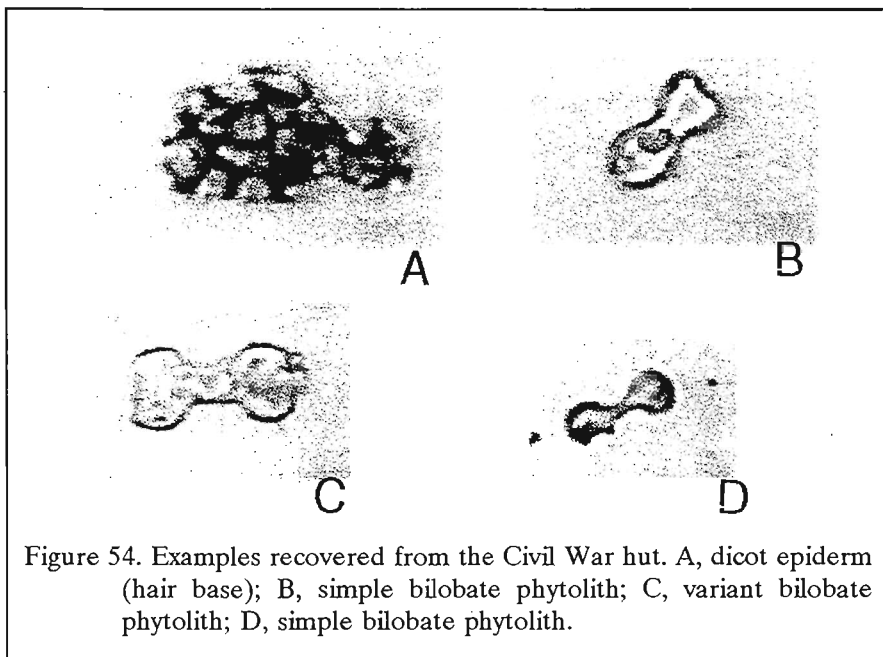 A
B
C
D
Figure 54. Examples recovered from the Civil War hut. A, dicot epiderm
(hair base); B, simple bilobate phytolith; C, variant bilobate
phytolith; D, simple bilobate phytolith.